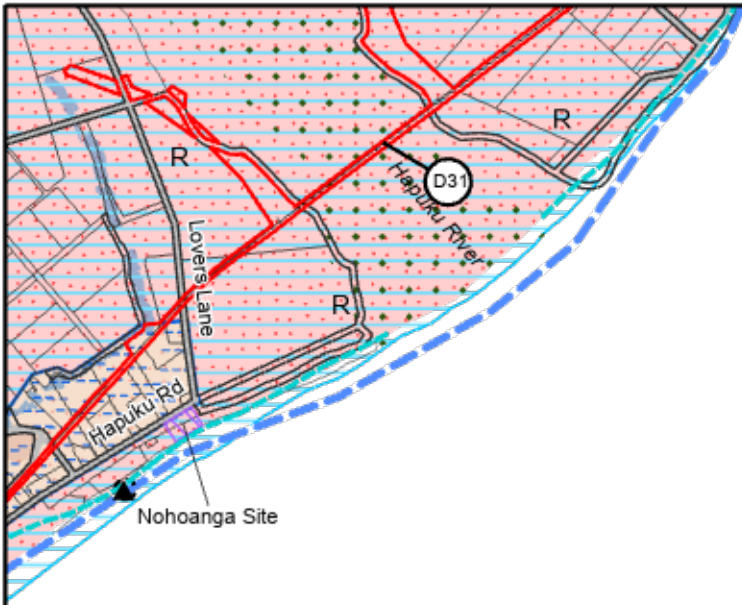 R
D31
Hapuku River
R
Lovers Lane
R
Hapuku Rd
Nohoanga Site